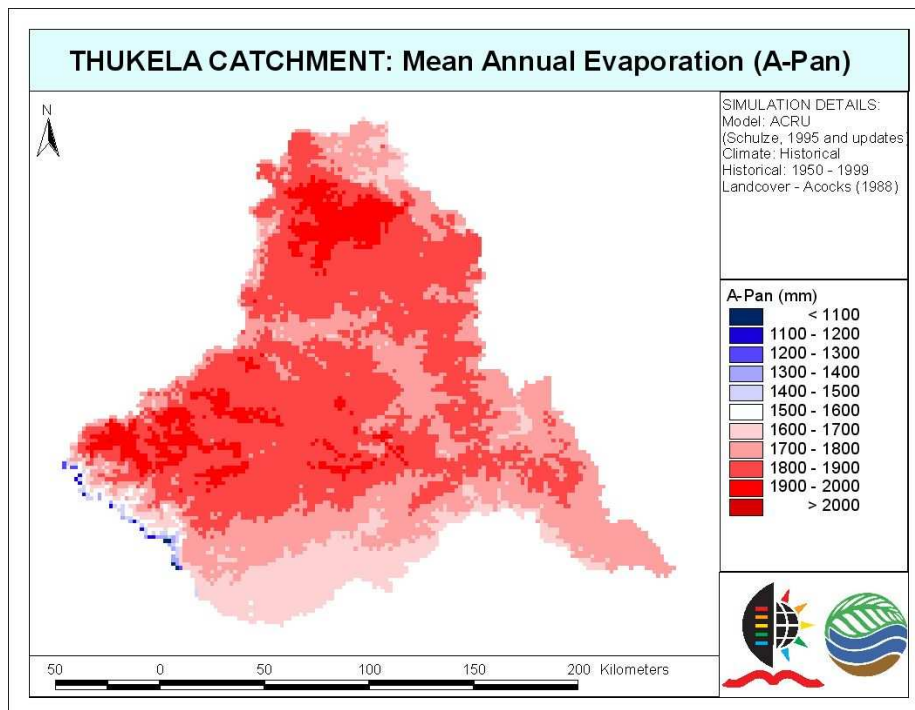 THUKELA CATCHMENT: Mean Annual Evaporation (A-Pan)
N
SIMULATION DETAILS:
Model: ACRU
(Schulze, 1995 and updates)
Climate: Historical
Historical: 1950 - 1999
Landcover - Acocks (1988)
A-Pan (mm)
< 1100
1100 - 1200
1200 - 1300
1300 - 1400
1400 - 1500
1500 - 1600
1600 - 1700
1700 - 1800
1800 - 1900
1900 - 2000
> 2000
50 0 50 100 150 200 Kilometers